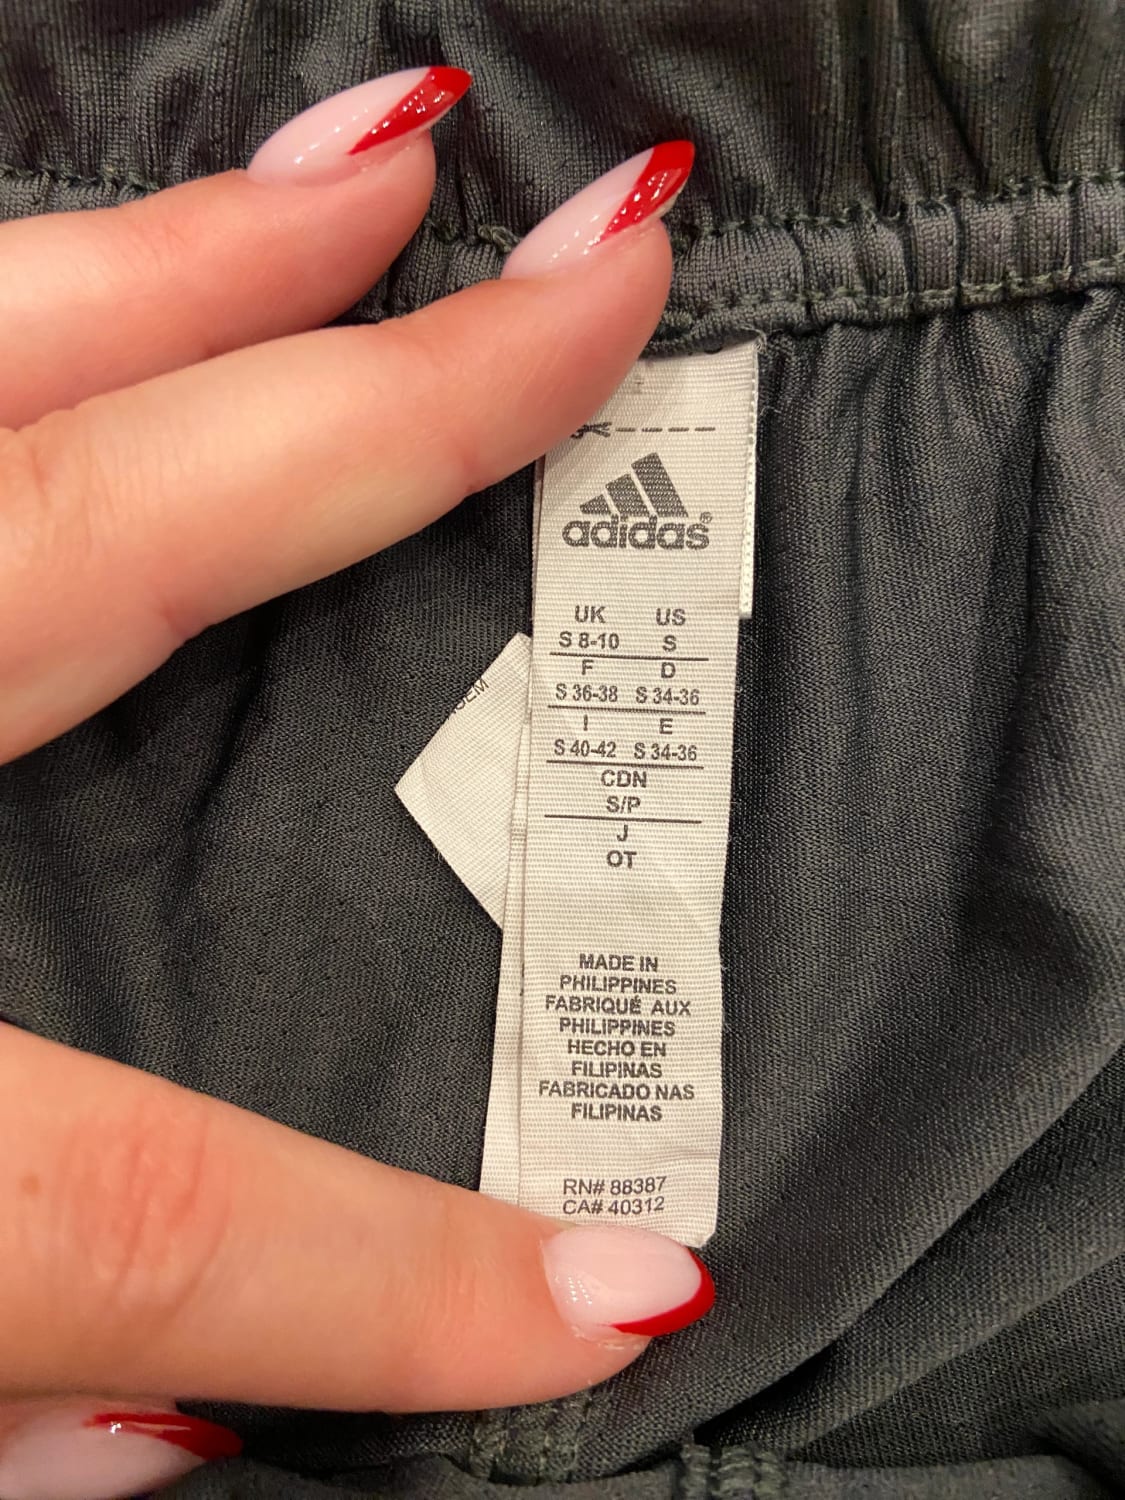 adidas®
UK US
S 8-10 S
F D
S 36-38 S 34-36
I E
S 40-42 S 34-36
CDN
S/P
J
OT
MADE IN
PHILIPPINES
FABRIQUÉ AUX
PHILIPPINES
HECHO EN
FILIPINAS
FABRICADO NAS
FILIPINAS
RN# 88387
CA# 40312